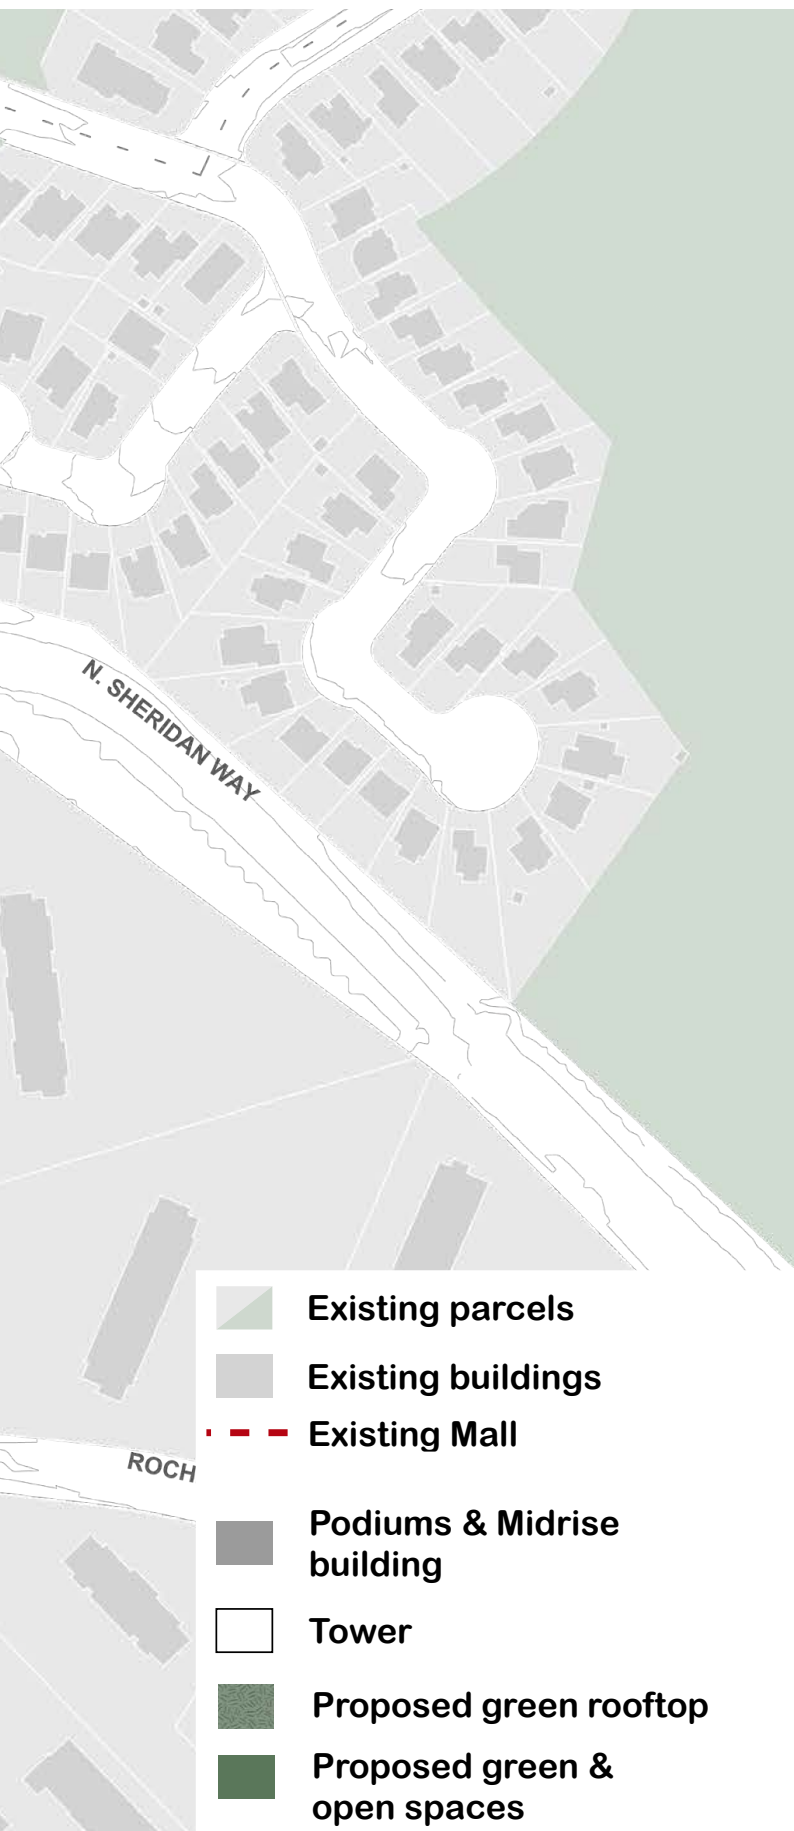 N. SHERIDAN WAY
Existing parcels
Existing buildings
Existing Mall
ROCH
Podiums & Midrise
building
Tower
Proposed green rooftop
Proposed green &
open spaces